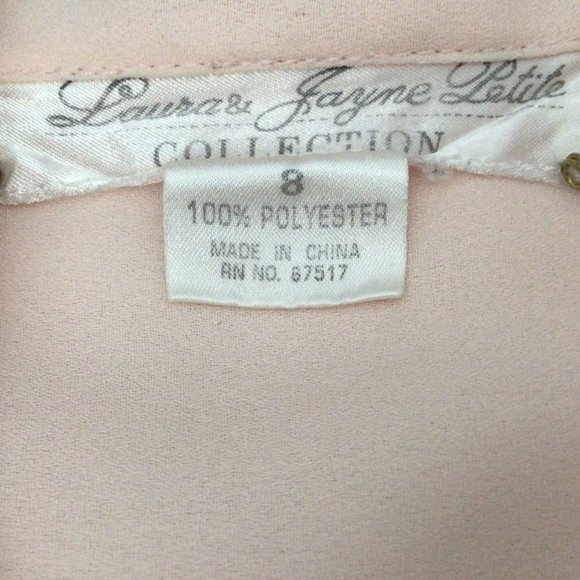 Laura & Jayne Petite
COLLECTION
8
100% POLYESTER
MADE IN CHINA
RN NO. 67517